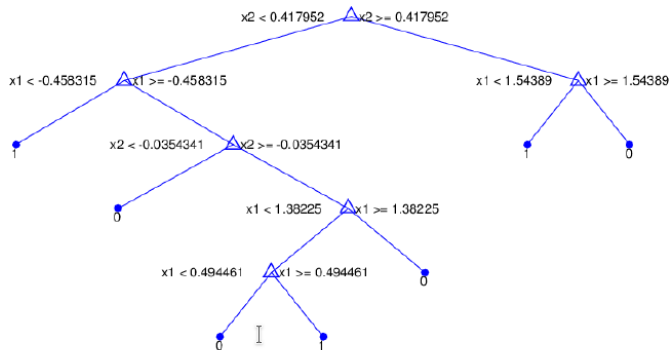 x2 < 0.417952 x2 >= 0.417952
x1 < -0.458315 x1 >= -0.458315 x1 < 1.54389 x1 >= 1.54389
1 x2 < -0.0354341 x2 >= -0.0354341 1 0
0 x1 < 1.38225 x1 >= 1.38225
x1 < 0.494461 x1 >= 0.494461 0
0 1